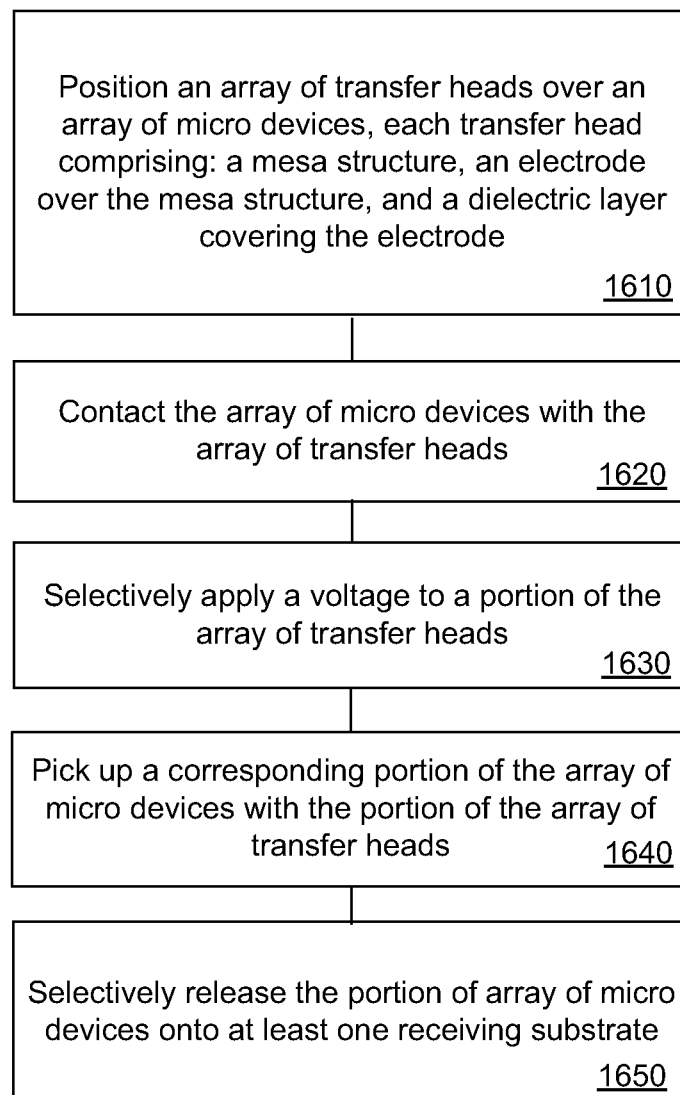 Position an array of transfer heads over an
array of micro devices, each transfer head
comprising: a mesa structure, an electrode
over the mesa structure, and a dielectric layer
covering the electrode
1610
Contact the array of micro devices with the
array of transfer heads
1620
Selectively apply a voltage to a portion of the
array of transfer heads
1630
Pick up a corresponding portion of the array of
micro devices with the portion of the array of
transfer heads
1640
Selectively release the portion of array of micro
devices onto at least one receiving substrate
1650